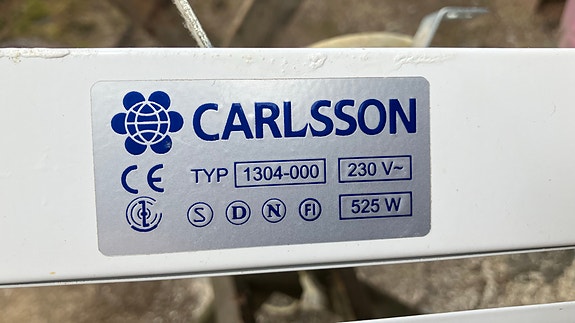 CARLSSON
CE TYP 1304-000 230 V~
S D N FI 525 W